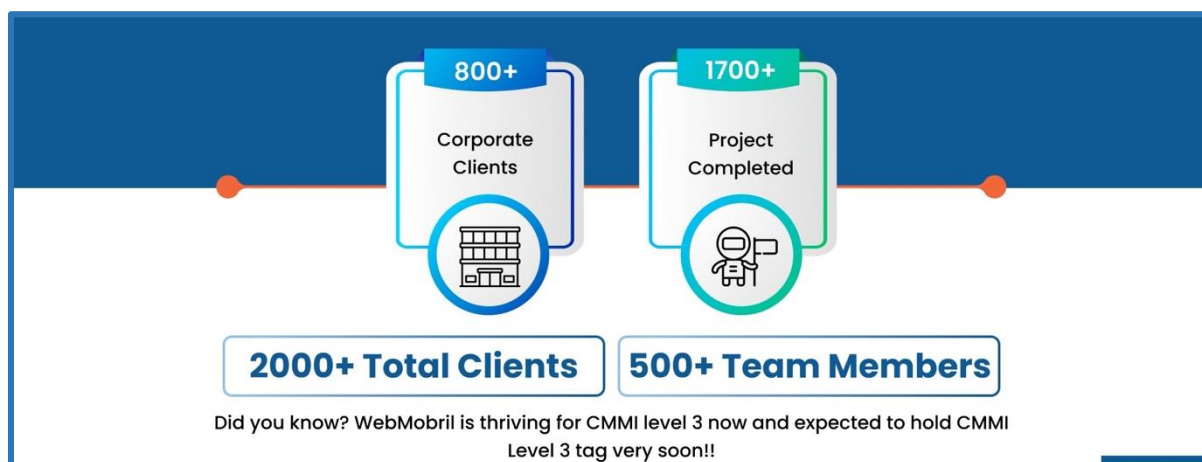 800+
1700+
Corporate
Clients
Project
Completed
2000+ Total Clients
500+ Team Members
Did you know? WebMobril is thriving for CMMI level 3 now and expected to hold CMMI
Level 3 tag very soon!!